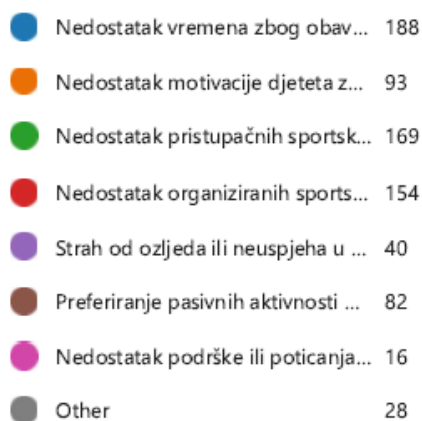 Nedostatak vremena zbog obav... 188
Nedostatak motivacije djeteta z... 93
Nedostatak pristupačnih sportsk... 169
Nedostatak organiziranih sports... 154
Strah od ozljeda ili neuspjeha u ... 40
Preferiranje pasivnih aktivnosti ... 82
Nedostatak podrške ili poticanja... 16
Other 28